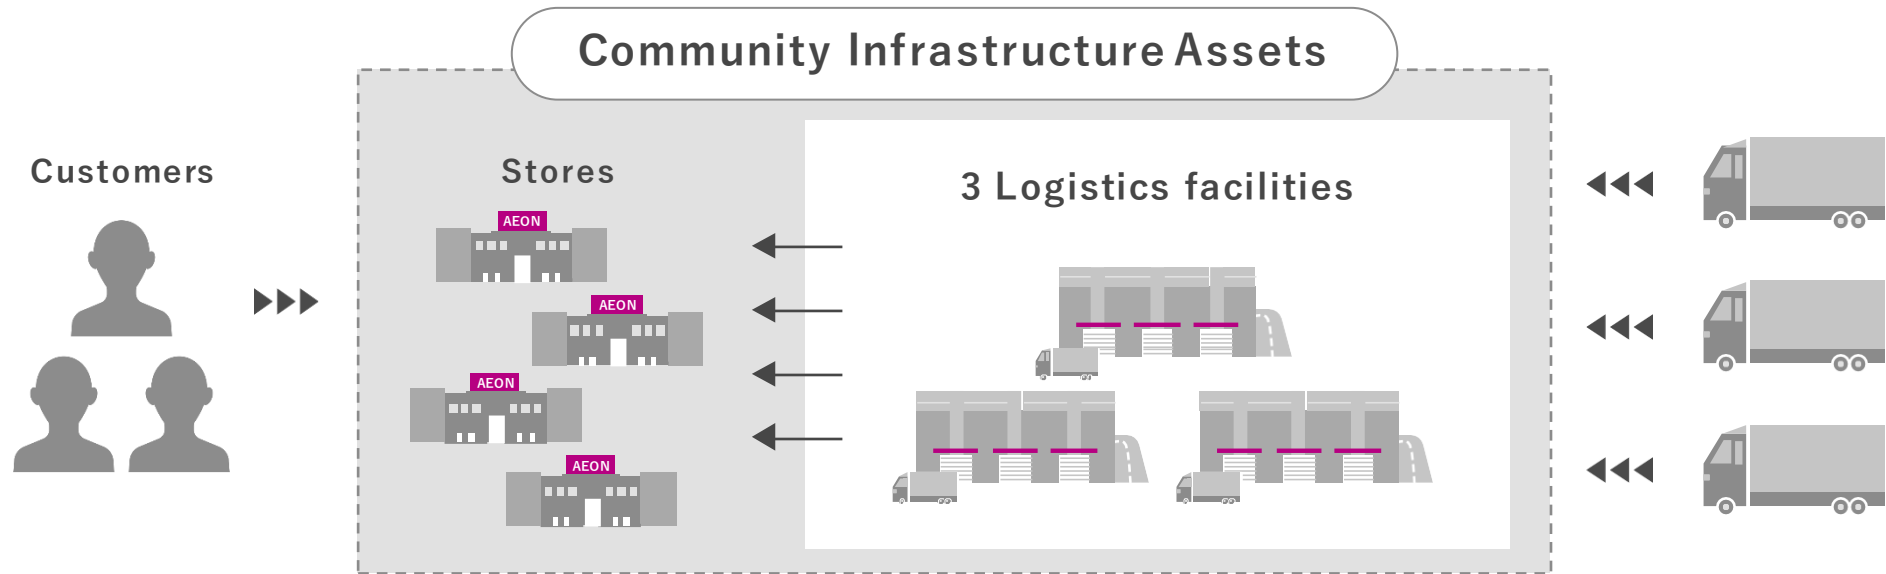 Community Infrastructure Assets
Customers
Stores
3 Logistics facilities
AEON
AEON
AEON
AEON